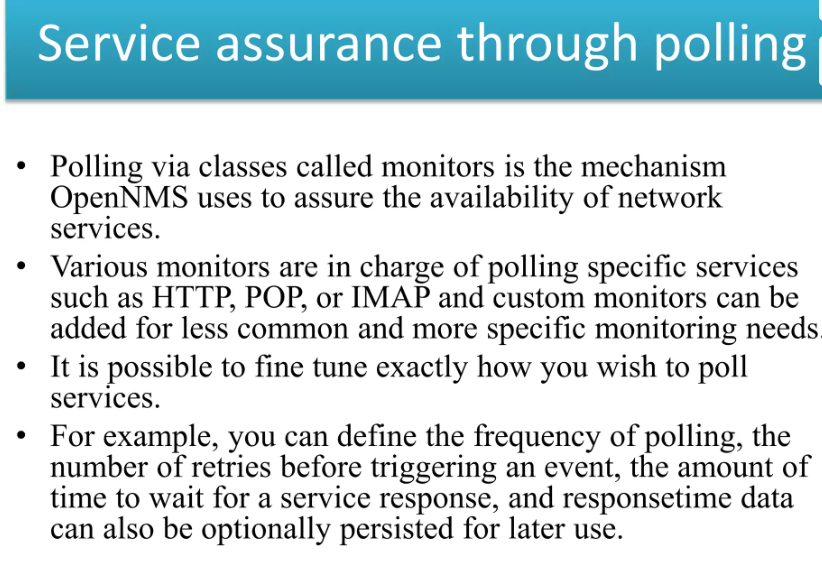 Service assurance through polling
• Polling via classes called monitors is the mechanism
OpenNMS uses to assure the availability of network
services.
• Various monitors are in charge of polling specific services
such as HTTP, POP, or IMAP and custom monitors can be
added for less common and more specific monitoring needs.
• It is possible to fine tune exactly how you wish to poll
services.
• For example, you can define the frequency of polling, the
number of retries before triggering an event, the amount of
time to wait for a service response, and responsetime data
can also be optionally persisted for later use.